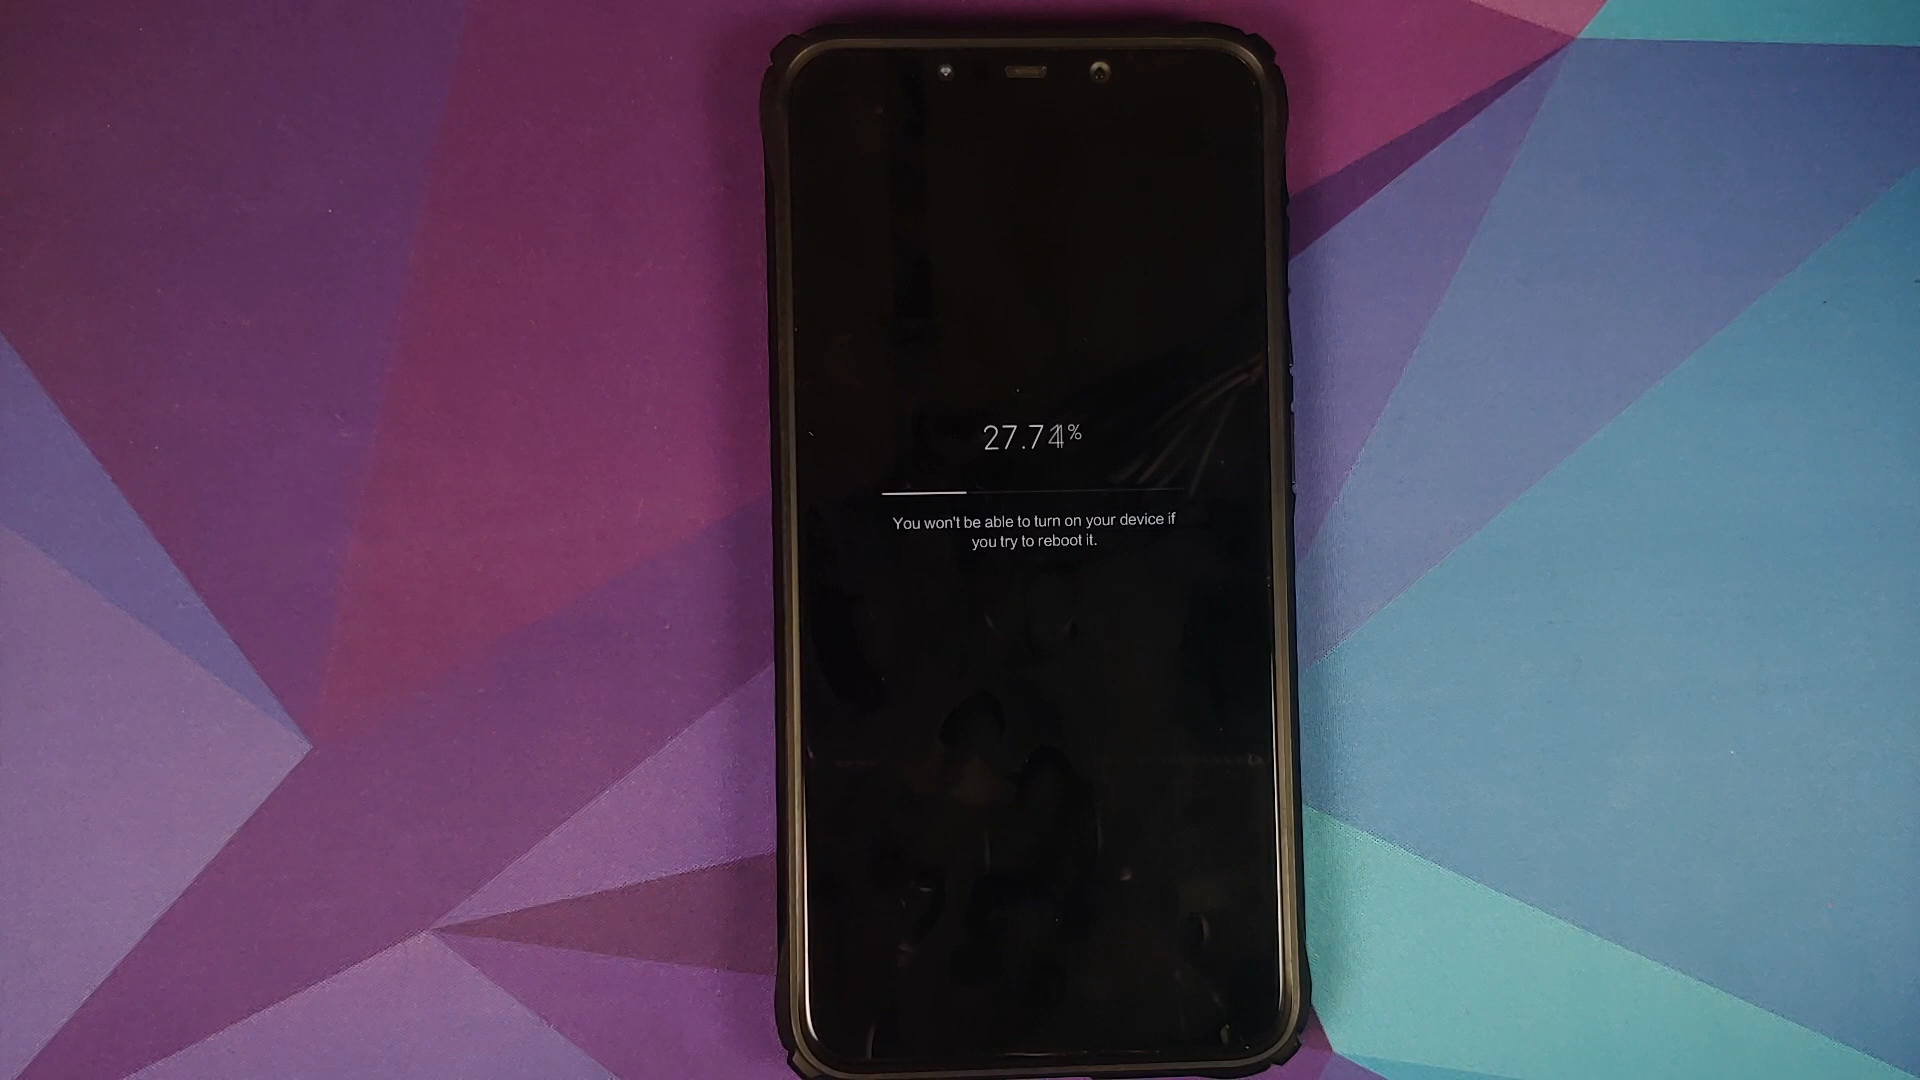 27.74%
You won't be able to turn on your device if
you try to reboot it.